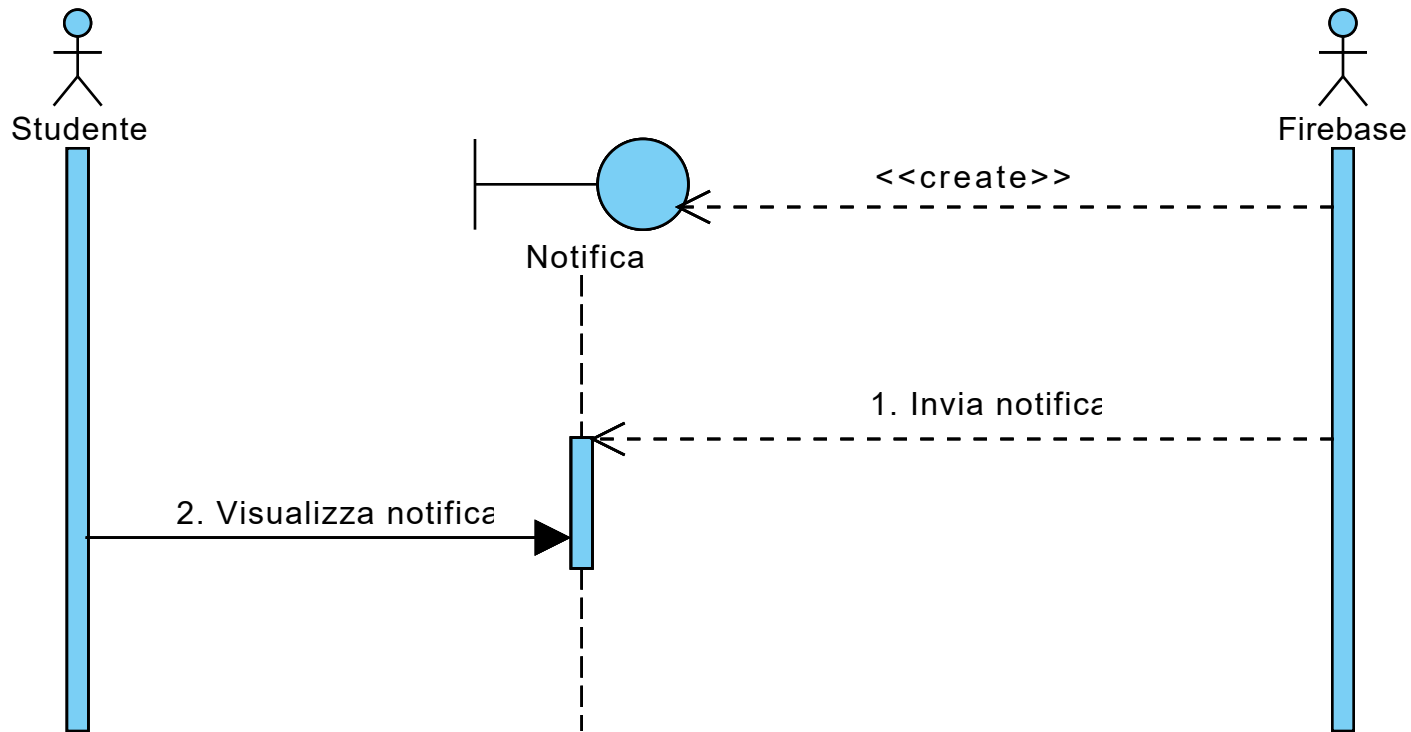 Studente
Firebase
<<create>>
Notifica
1. Invia notifica
2. Visualizza notifica